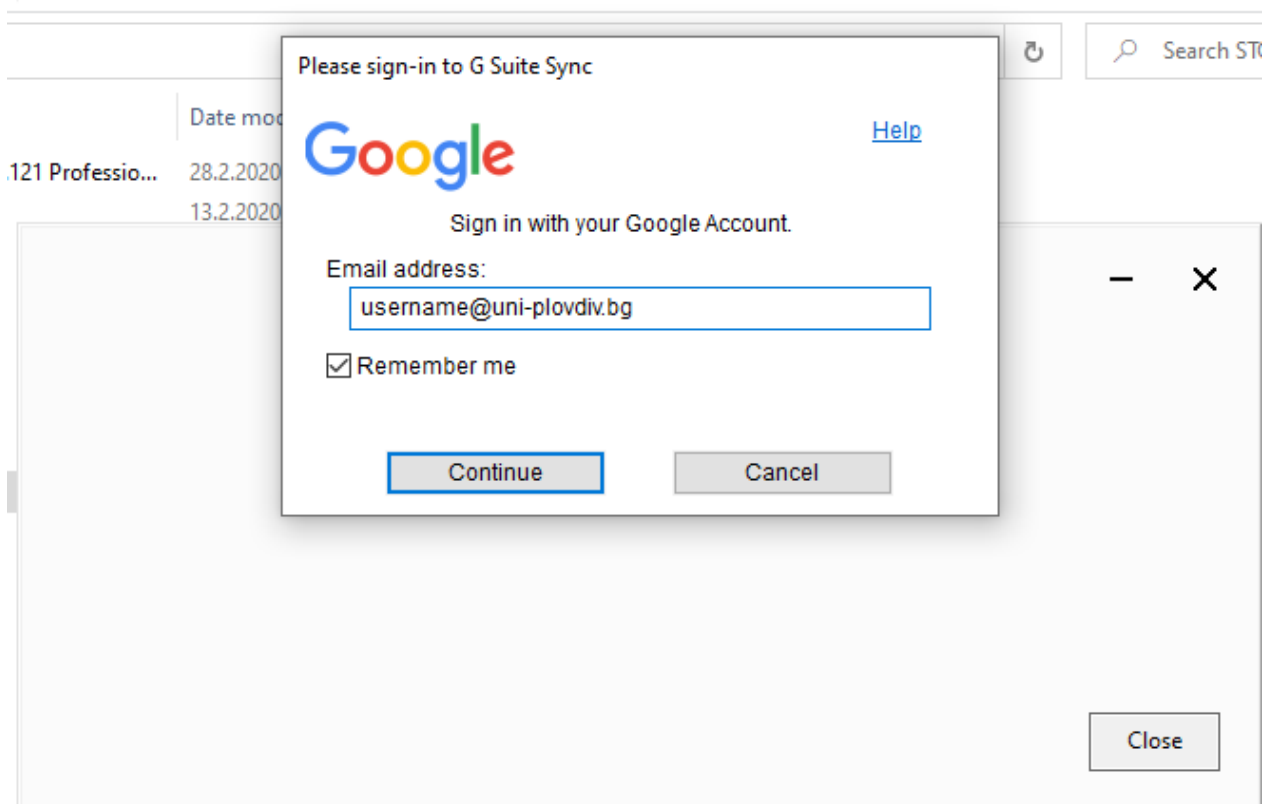 Please sign-in to G Suite Sync
Search STO
Date mod
Google
Help
.121 Professio... 28.2.2020
13.2.2020
Sign in with your Google Account.
Email address:
username@uni-plovdiv.bg
Remember me
Continue Cancel
Close